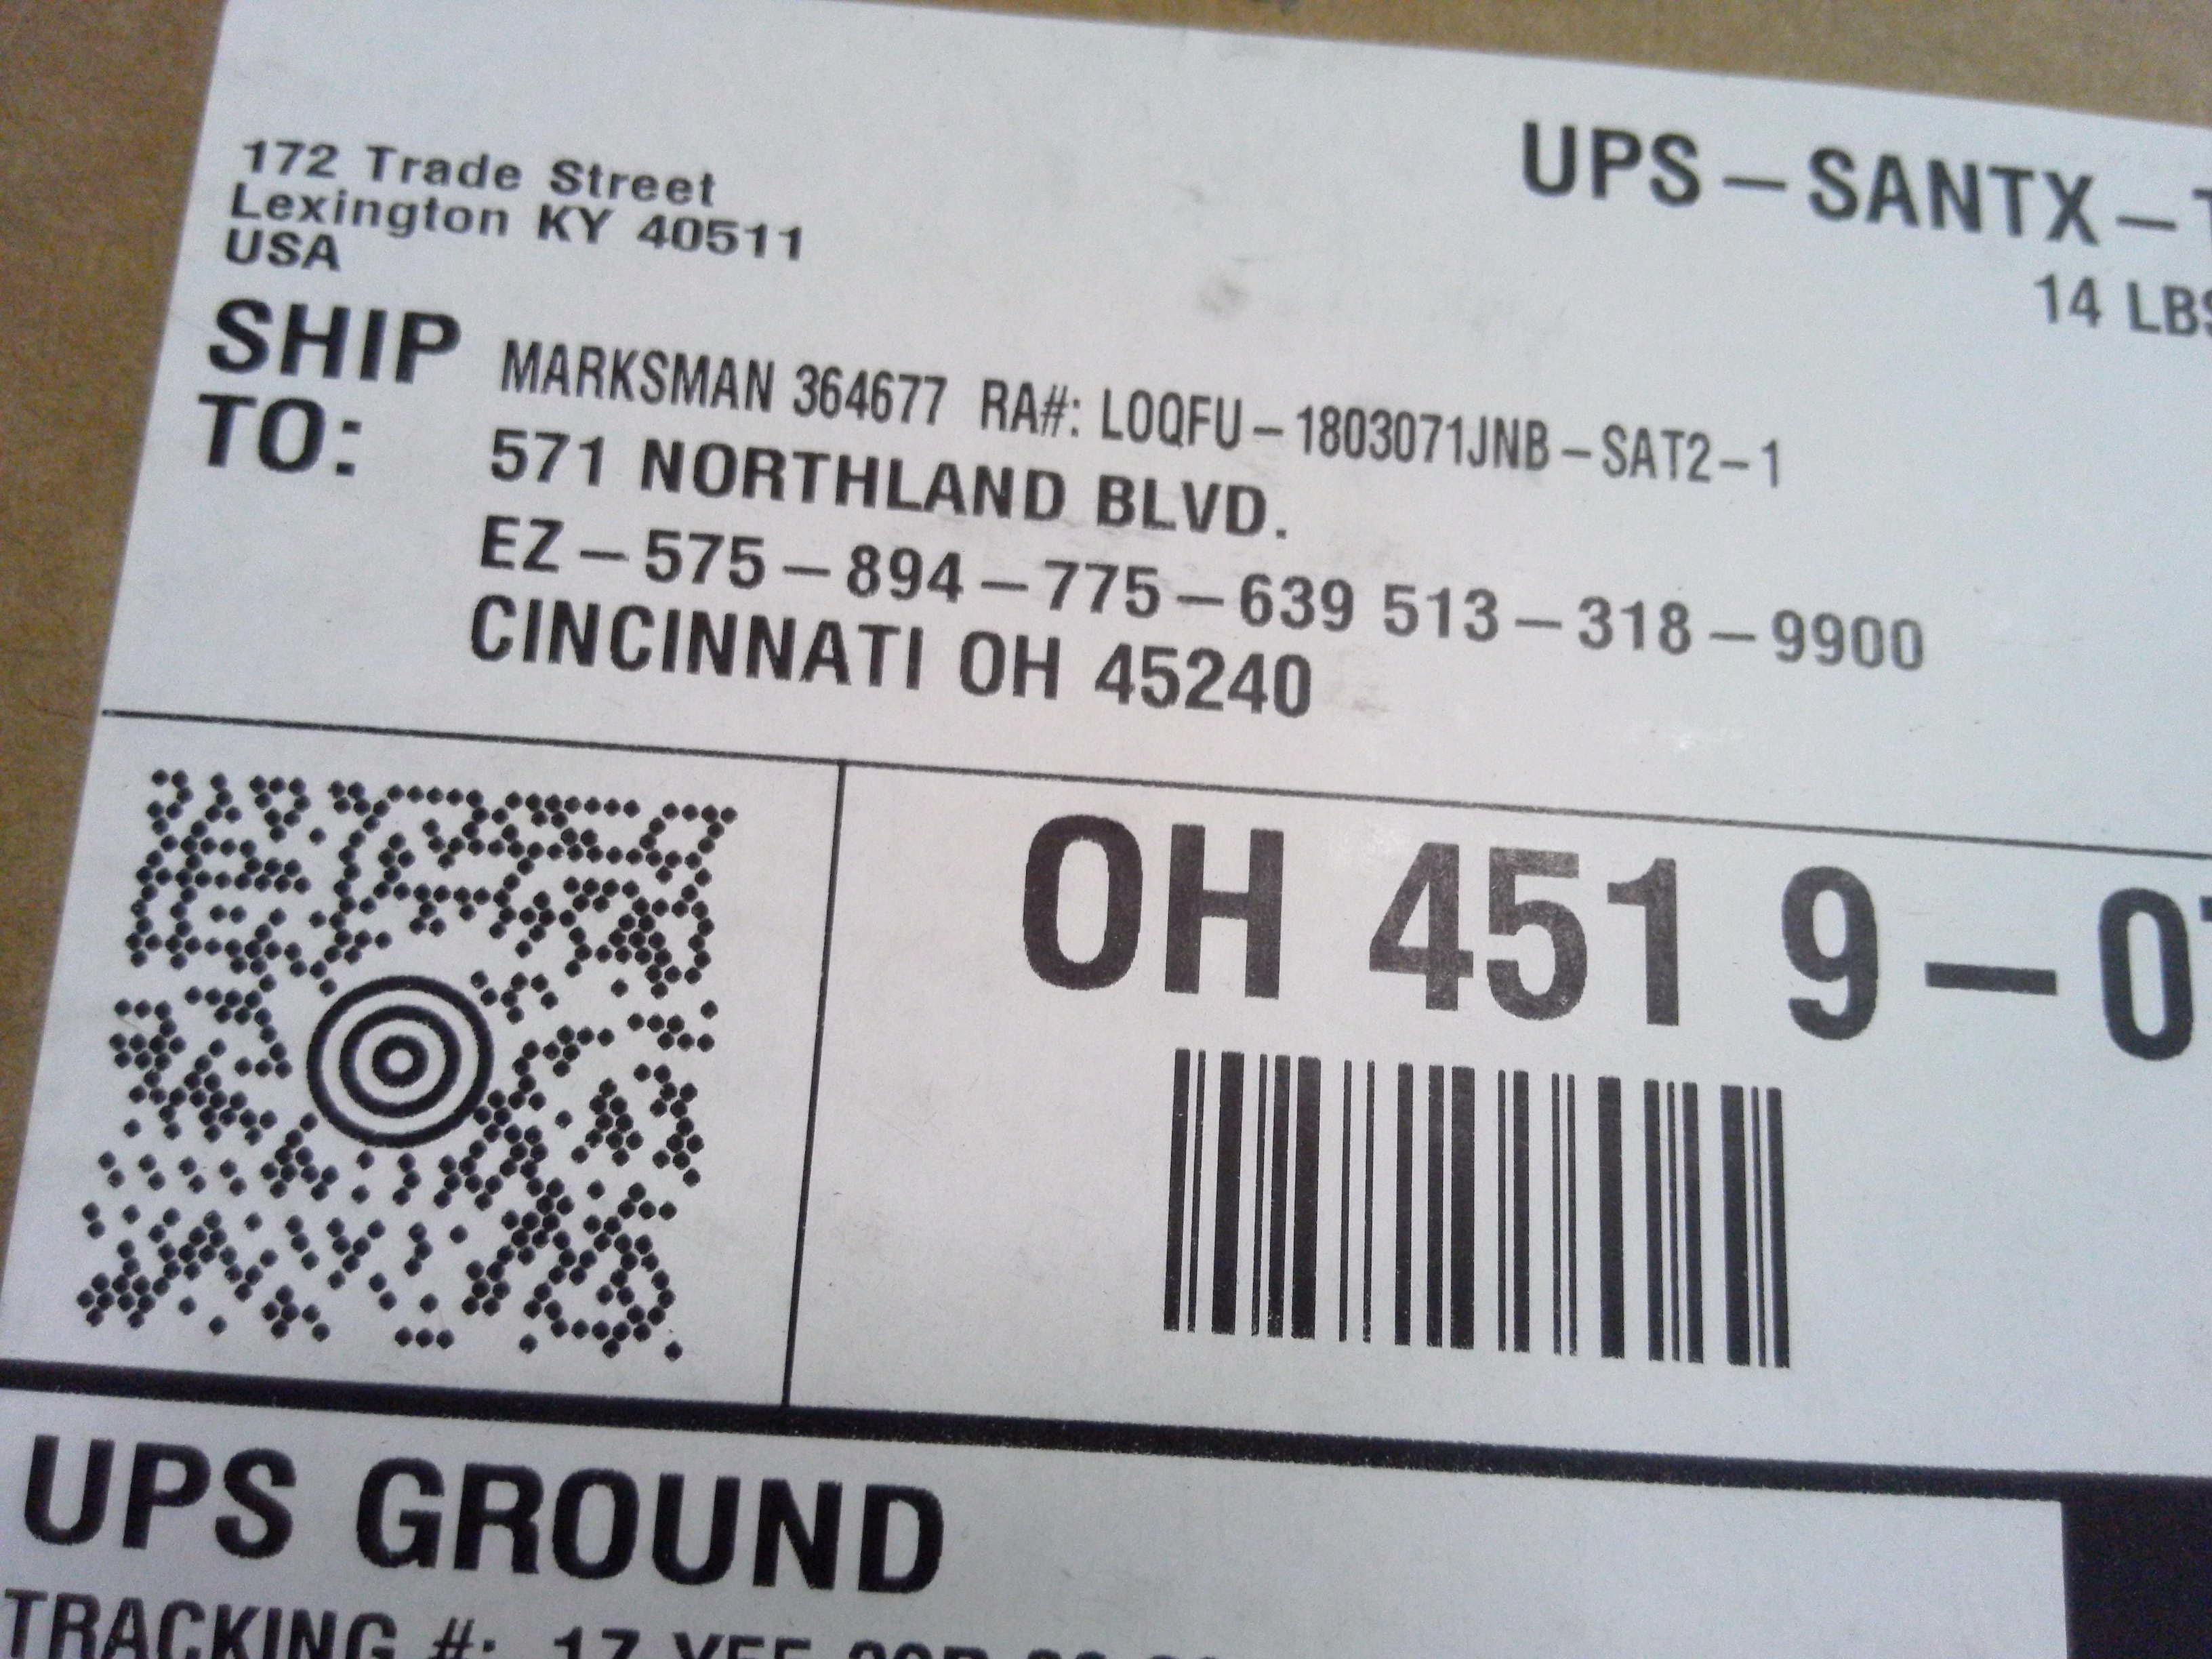 172 Trade Street
Lexington KY 40511
USA
UPS-SANTX-
14 LBS
SHIP TO:
MARKSMAN 364677 RA#: LOQFU-1803071JNB-SAT2-1
571 NORTHLAND BLVD.
EZ-575-894-775-639 513-318-9900
CINCINNATI OH 45240
OH 451 9-0
UPS GROUND
TRACKING #: